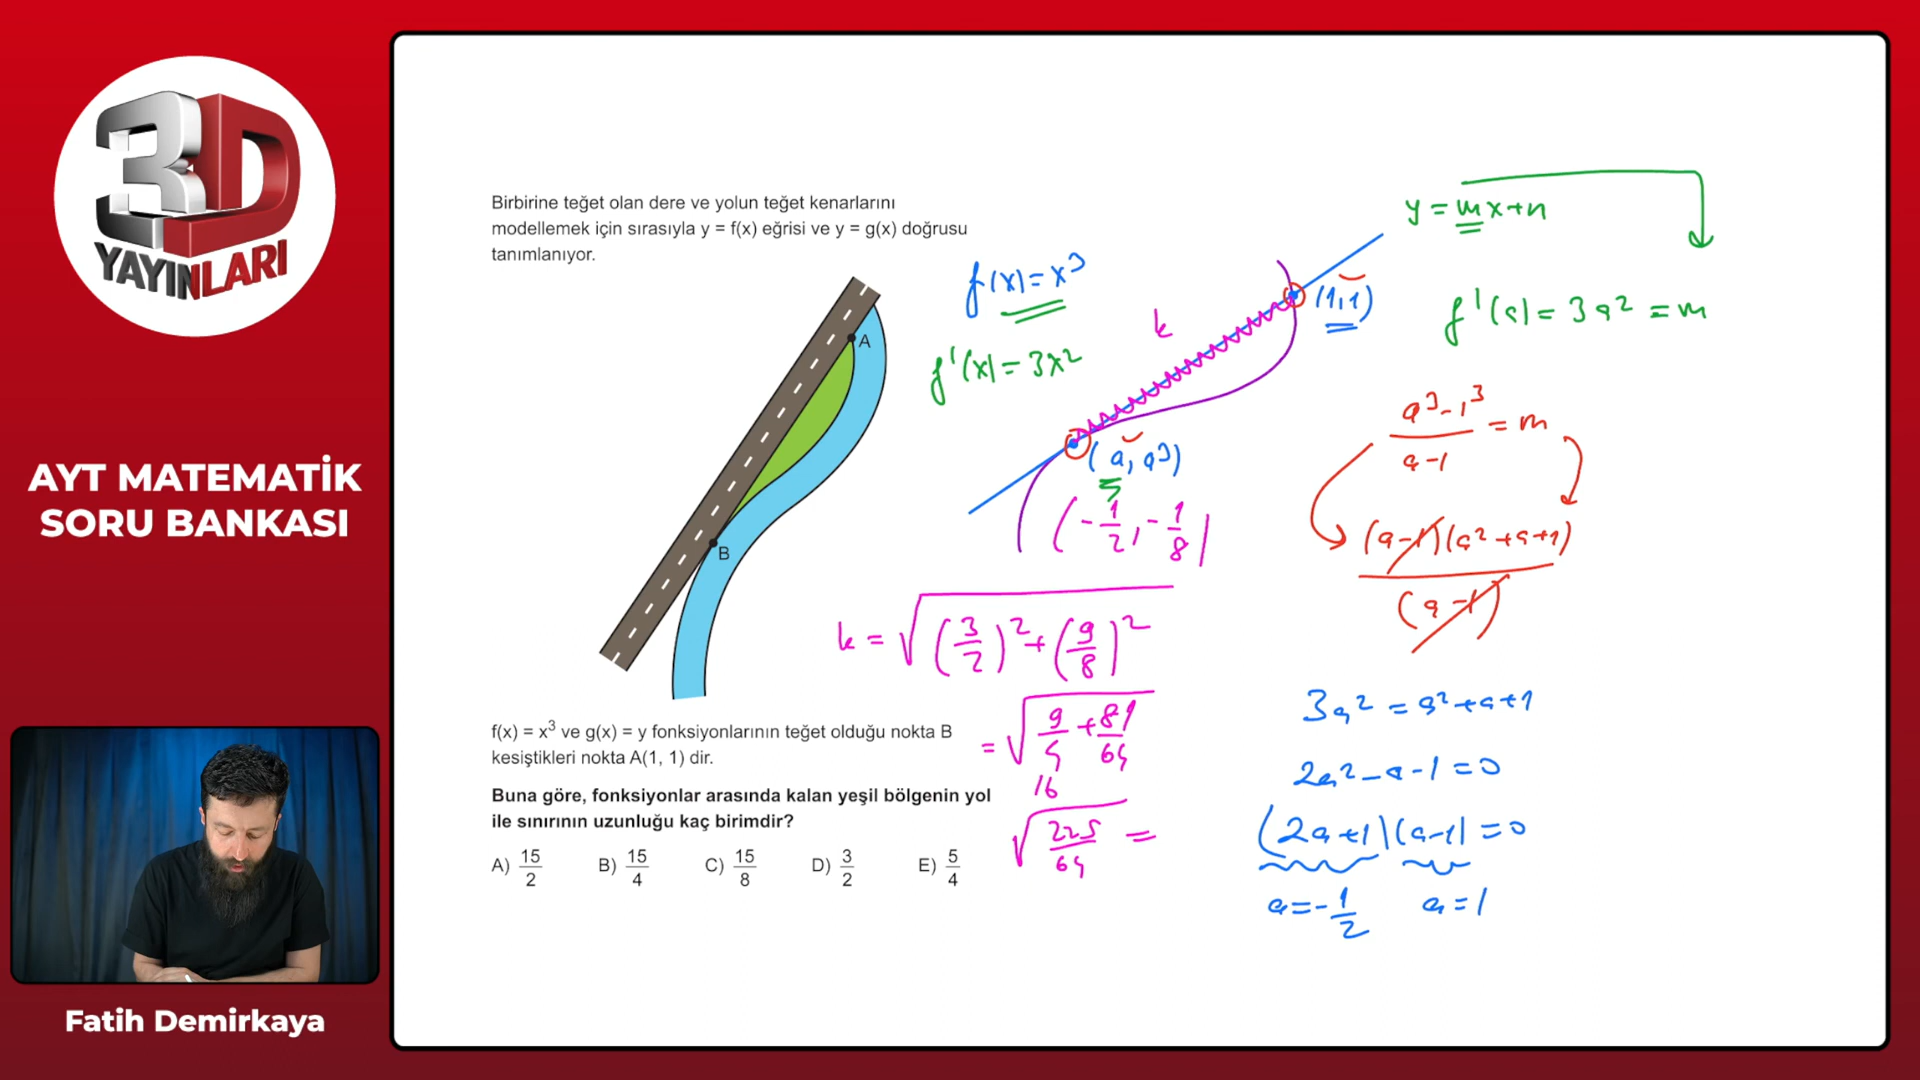 3D
YAYINLARI
AYT MATEMATİK
SORU BANKASI
Fatih Demirkaya
Birbirine teğet olan dere ve yolun teğet kenarlarını
modellemek için sırasıyla y = f(x) eğrisi ve y = g(x) doğrusu
tanımlanıyor.
A
B
f(x) = x³ ve g(x) = y fonksiyonlarının teğet olduğu nokta B
kesiştikleri nokta A(1, 1) dir.
Buna göre, fonksiyonlar arasında kalan yeşil bölgenin yol
ile sınırının uzunluğu kaç birimdir?
A) 15/2 B) 15/4 C) 15/8 D) 3/2 E) 5/4
f(x) = x³
f'(x) = 3x²
k
(1,1)
(a, a³)
(-1/2, -1/8)
k = √((3/2)² + (9/8)²)
= √(9/4 + 81/64)
16
√(225/64) =
y = mx+n
f'(a) = 3a² = m
(a³-1³)/(a-1) = m
(a-1)(a²+a+1)
(a-1)
3a² = a²+a+1
2a²-a-1=0
(2a+1)(a-1)=0
a=-1/2 a=1